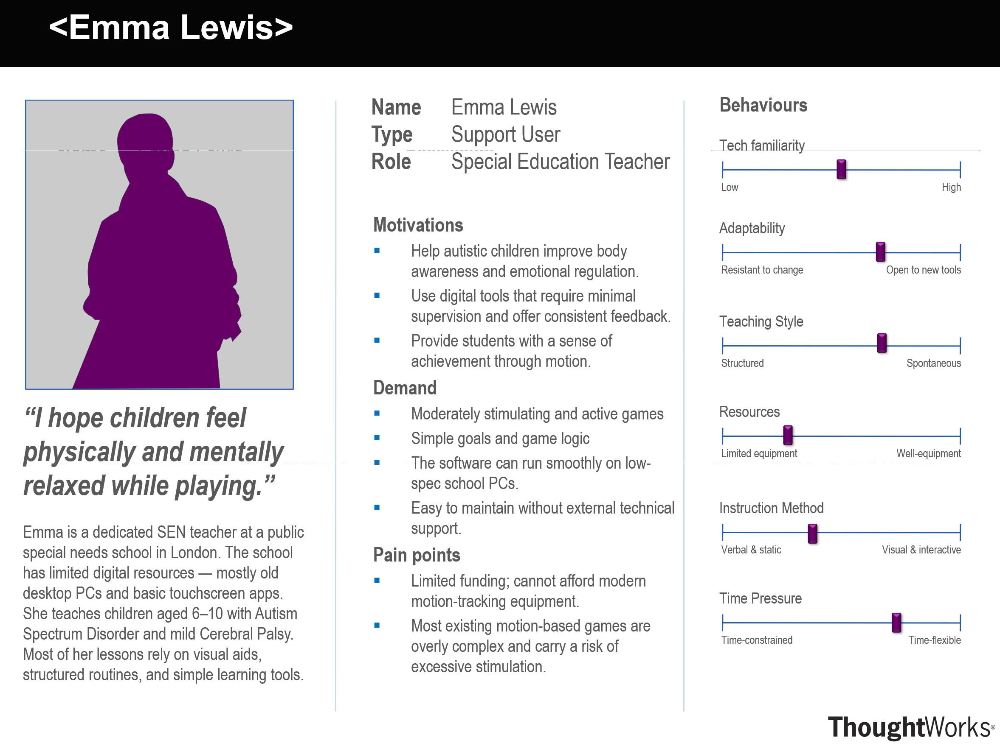 <Emma Lewis>
“I hope children feel
physically and mentally
relaxed while playing.”
Emma is a dedicated SEN teacher at a public
special needs school in London. The school
has limited digital resources — mostly old
desktop PCs and basic touchscreen apps.
She teaches children aged 6–10 with Autism
Spectrum Disorder and mild Cerebral Palsy.
Most of her lessons rely on visual aids,
structured routines, and simple learning tools.
Name Emma Lewis
Type Support User
Role Special Education Teacher
Motivations
▪ Help autistic children improve body
awareness and emotional regulation.
▪ Use digital tools that require minimal
supervision and offer consistent feedback.
▪ Provide students with a sense of
achievement through motion.
Demand
▪ Moderately stimulating and active games
▪ Simple goals and game logic
▪ The software can run smoothly on low-
spec school PCs.
▪ Easy to maintain without external technical
support.
Pain points
▪ Limited funding; cannot afford modern
motion-tracking equipment.
▪ Most existing motion-based games are
overly complex and carry a risk of
excessive stimulation.
Behaviours
Tech familiarity
Low High
Adaptability
Resistant to change Open to new tools
Teaching Style
Structured Spontaneous
Resources
Limited equipment Well-equipment
Instruction Method
Verbal & static Visual & interactive
Time Pressure
Time-constrained Time-flexible
ThoughtWorks®